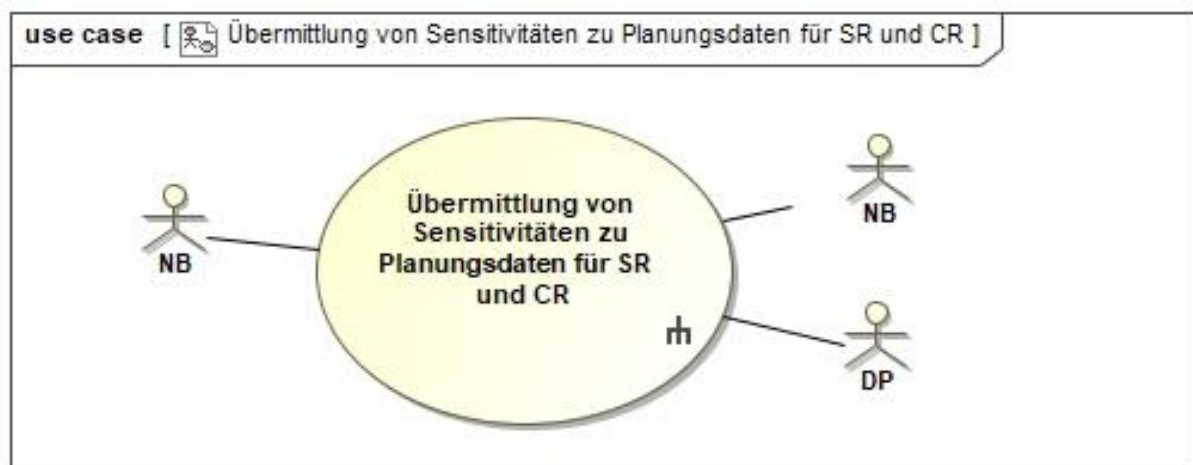 use case [ Übermittlung von Sensitivitäten zu Planungsdaten für SR und CR ]
Übermittlung von
Sensitivitäten zu
Planungsdaten für SR
und CR
NB
NB
DP